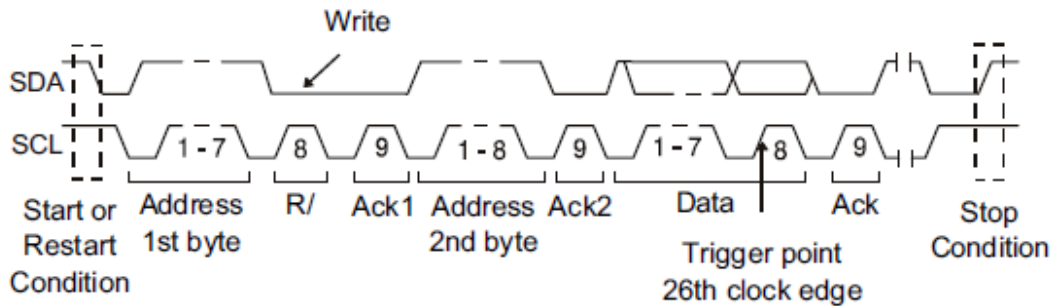 Write
SDA
SCL
1 - 7
8
9
1 - 8
9
1 - 7
8
9
Start or
Restart
Condition
Address
1st byte
R/
Ack1
Address
2nd byte
Ack2
Data
Trigger point
26th clock edge
Ack
Stop
Condition